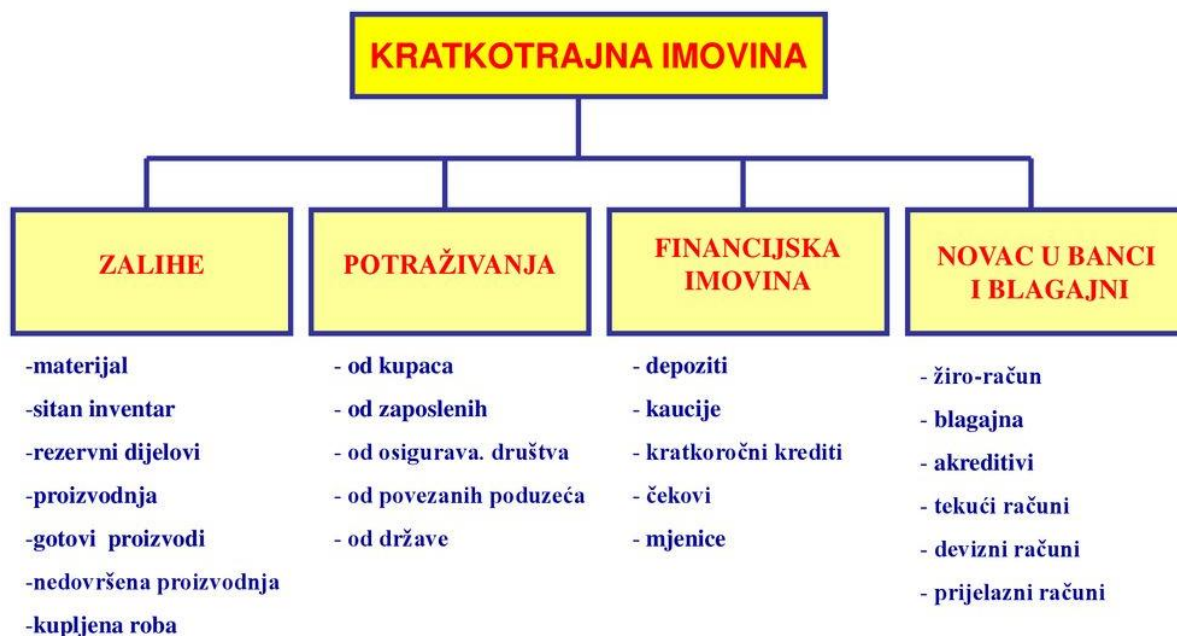 KRATKOTRAJNA IMOVINA
ZALIHE
-materijal
-sitan inventar
-rezervni dijelovi
-proizvodnja
-gotovi proizvodi
-nedovršena proizvodnja
-kupljena roba
POTRAŽIVANJA
- od kupaca
- od zaposlenih
- od osigurava. društva
- od povezanih poduzeća
- od države
FINANCIJSKA
IMOVINA
- depoziti
- kaucije
- kratkoročni krediti
- čekovi
- mjenice
NOVAC U BANCI
I BLAGAJNI
- žiro-račun
- blagajna
- akreditivi
- tekući računi
- devizni računi
- prijelazni računi